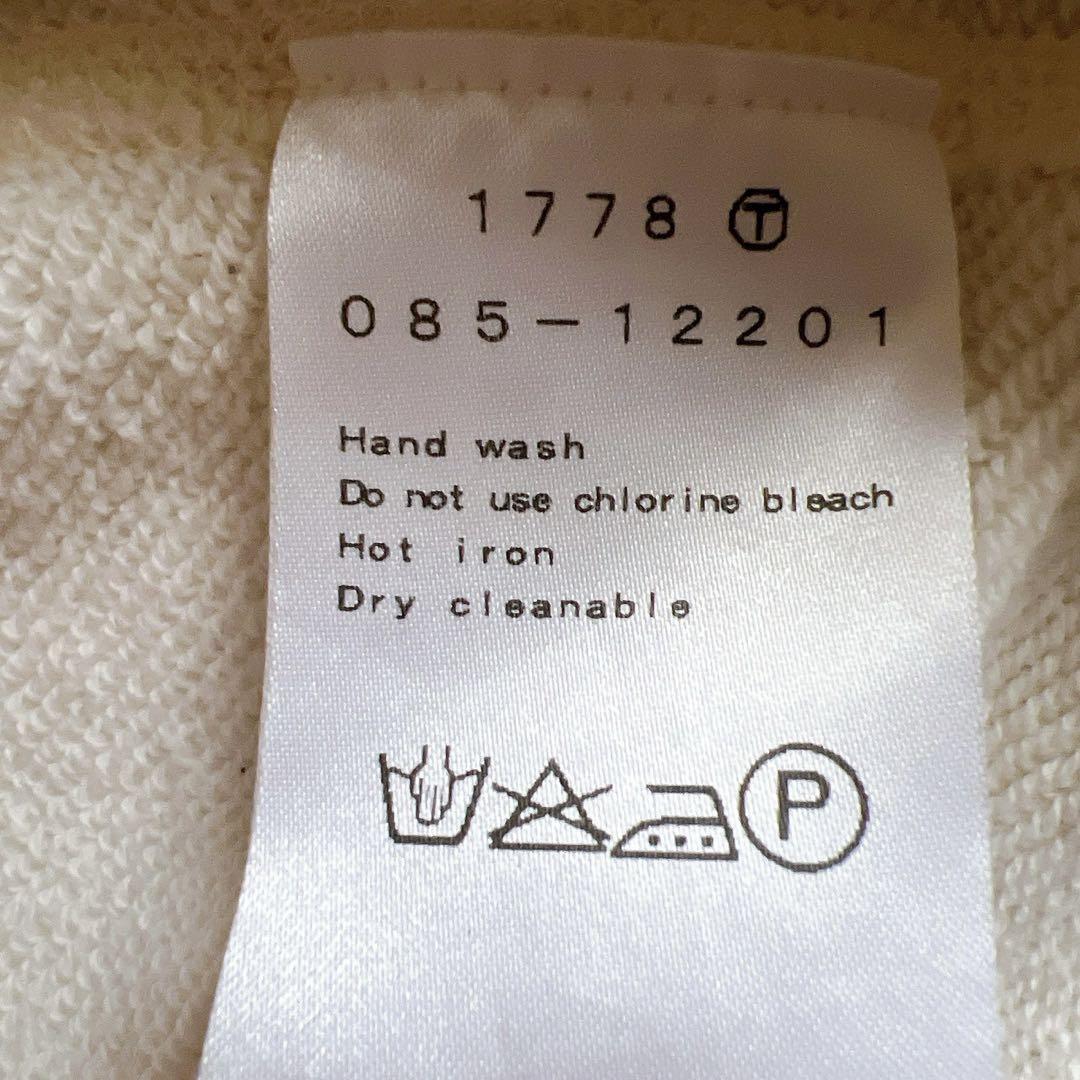 1778 Ⓣ
085-12201
Hand wash
Do not use chlorine bleach
Hot iron
Dry cleanable
P